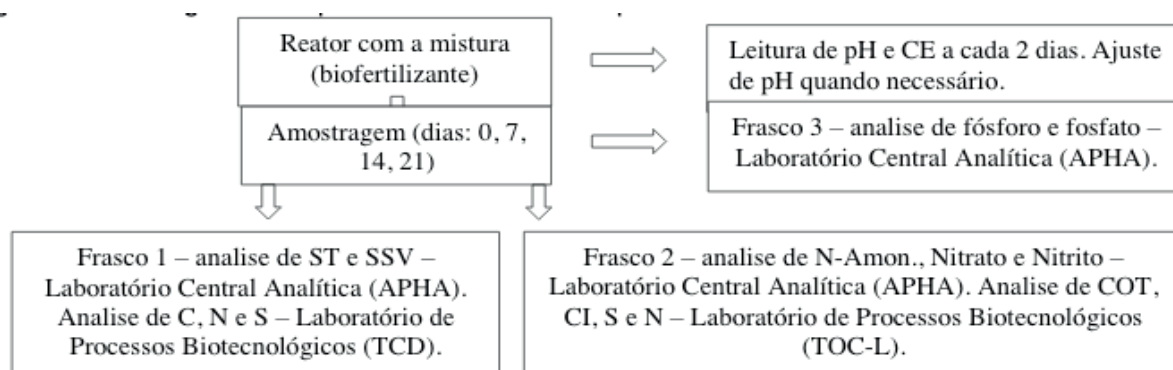 Reator com a mistura
(biofertilizante)
Leitura de pH e CE a cada 2 dias. Ajuste
de pH quando necessário.
Amostragem (dias: 0, 7,
14, 21)
Frasco 3 – analise de fósforo e fosfato –
Laboratório Central Analítica (APHA).
Frasco 1 – analise de ST e SSV –
Laboratório Central Analítica (APHA).
Analise de C, N e S – Laboratório de
Processos Biotecnológicos (TCD).
Frasco 2 – analise de N-Amon., Nitrato e Nitrito –
Laboratório Central Analítica (APHA). Analise de COT,
CI, S e N – Laboratório de Processos Biotecnológicos
(TOC-L).